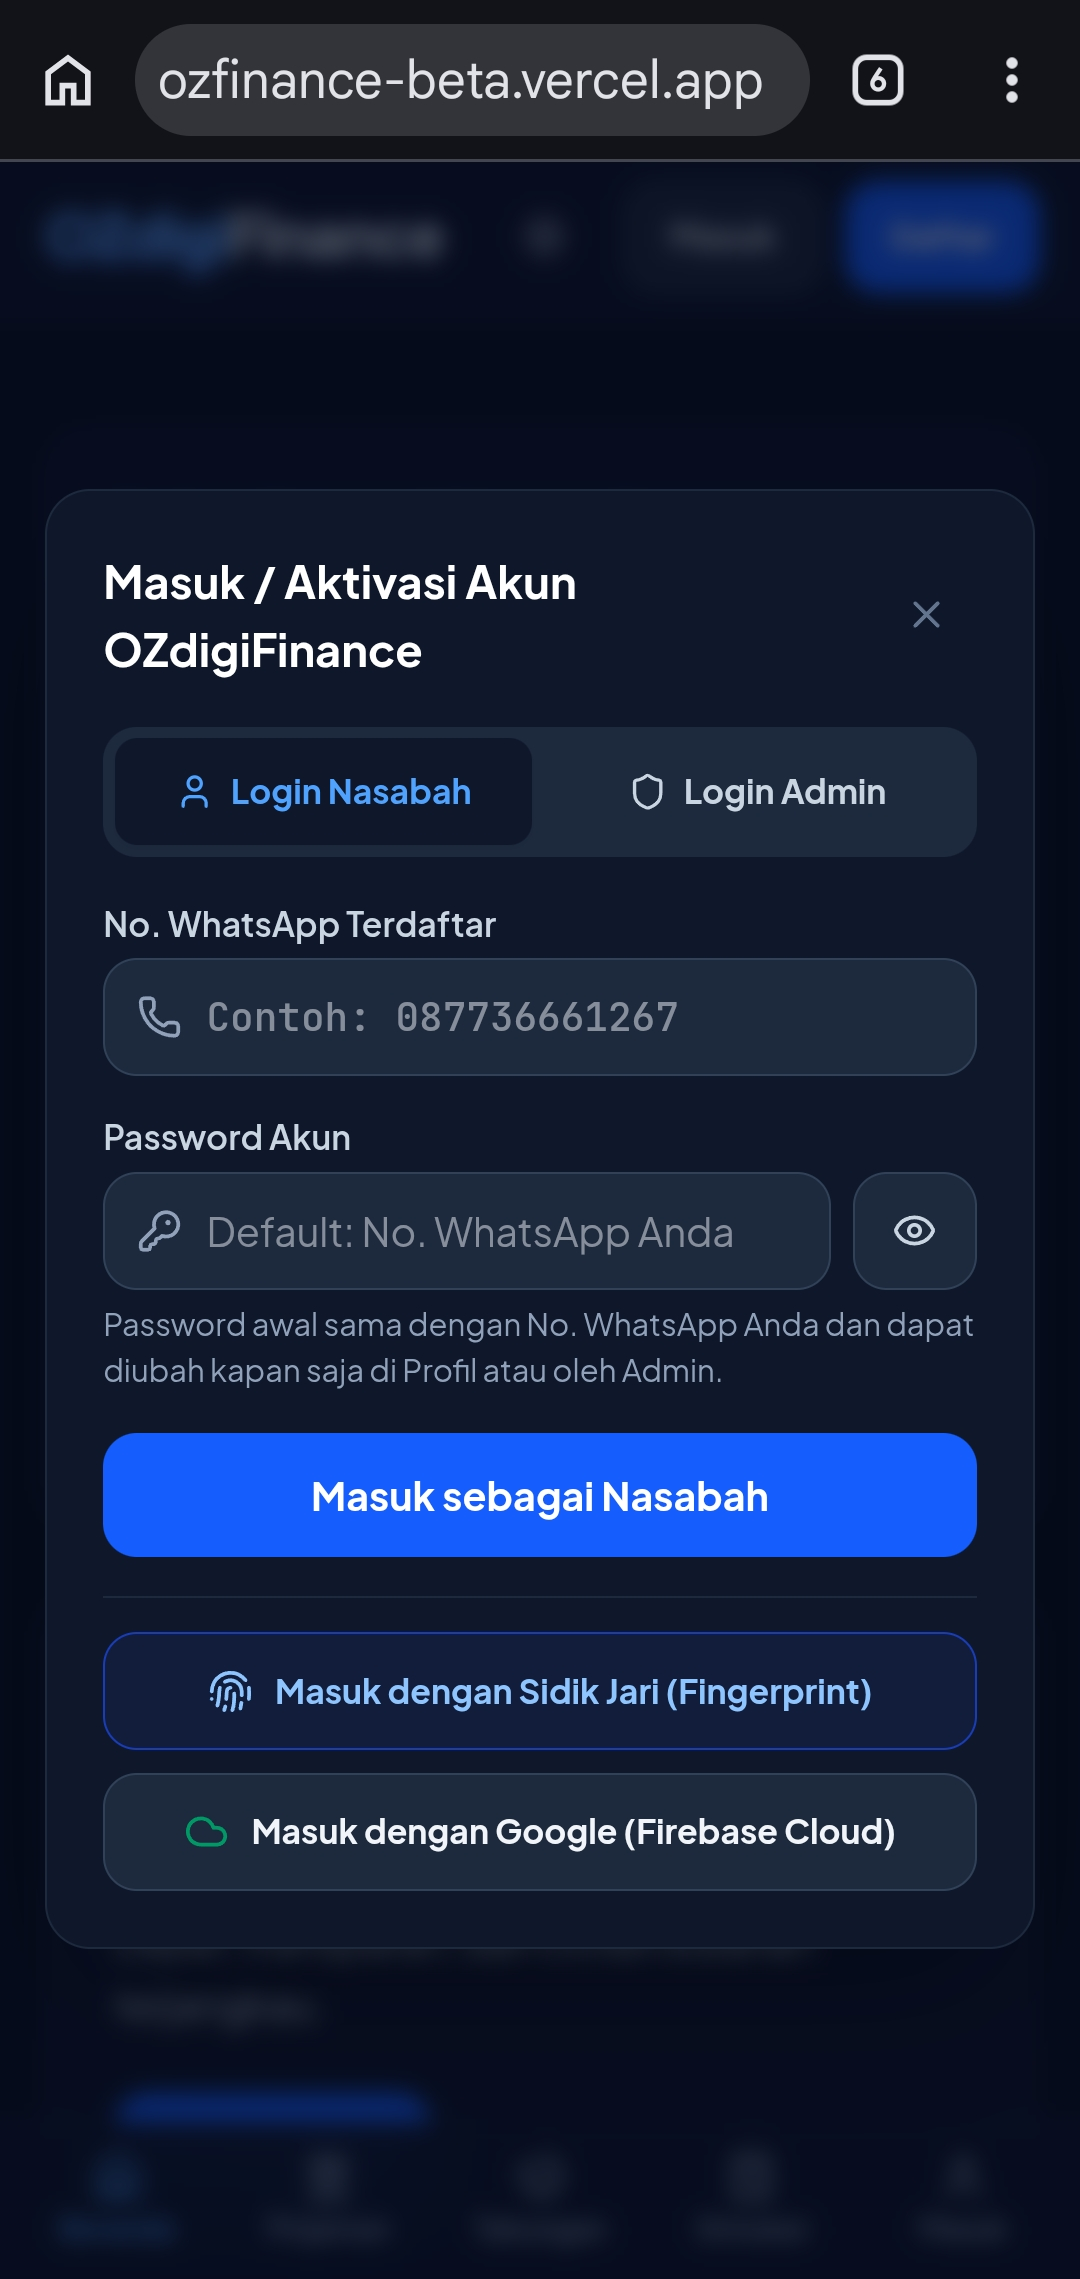 ozfinance-beta.vercel.app
6
OZdigiFinance
Masuk / Aktivasi Akun
OZdigiFinance
Login Nasabah
Login Admin
No. WhatsApp Terdaftar
Contoh: 087736661267
Password Akun
Default: No. WhatsApp Anda
Password awal sama dengan No. WhatsApp Anda dan dapat
diubah kapan saja di Profil atau oleh Admin.
Masuk sebagai Nasabah
Masuk dengan Sidik Jari (Fingerprint)
Masuk dengan Google (Firebase Cloud)